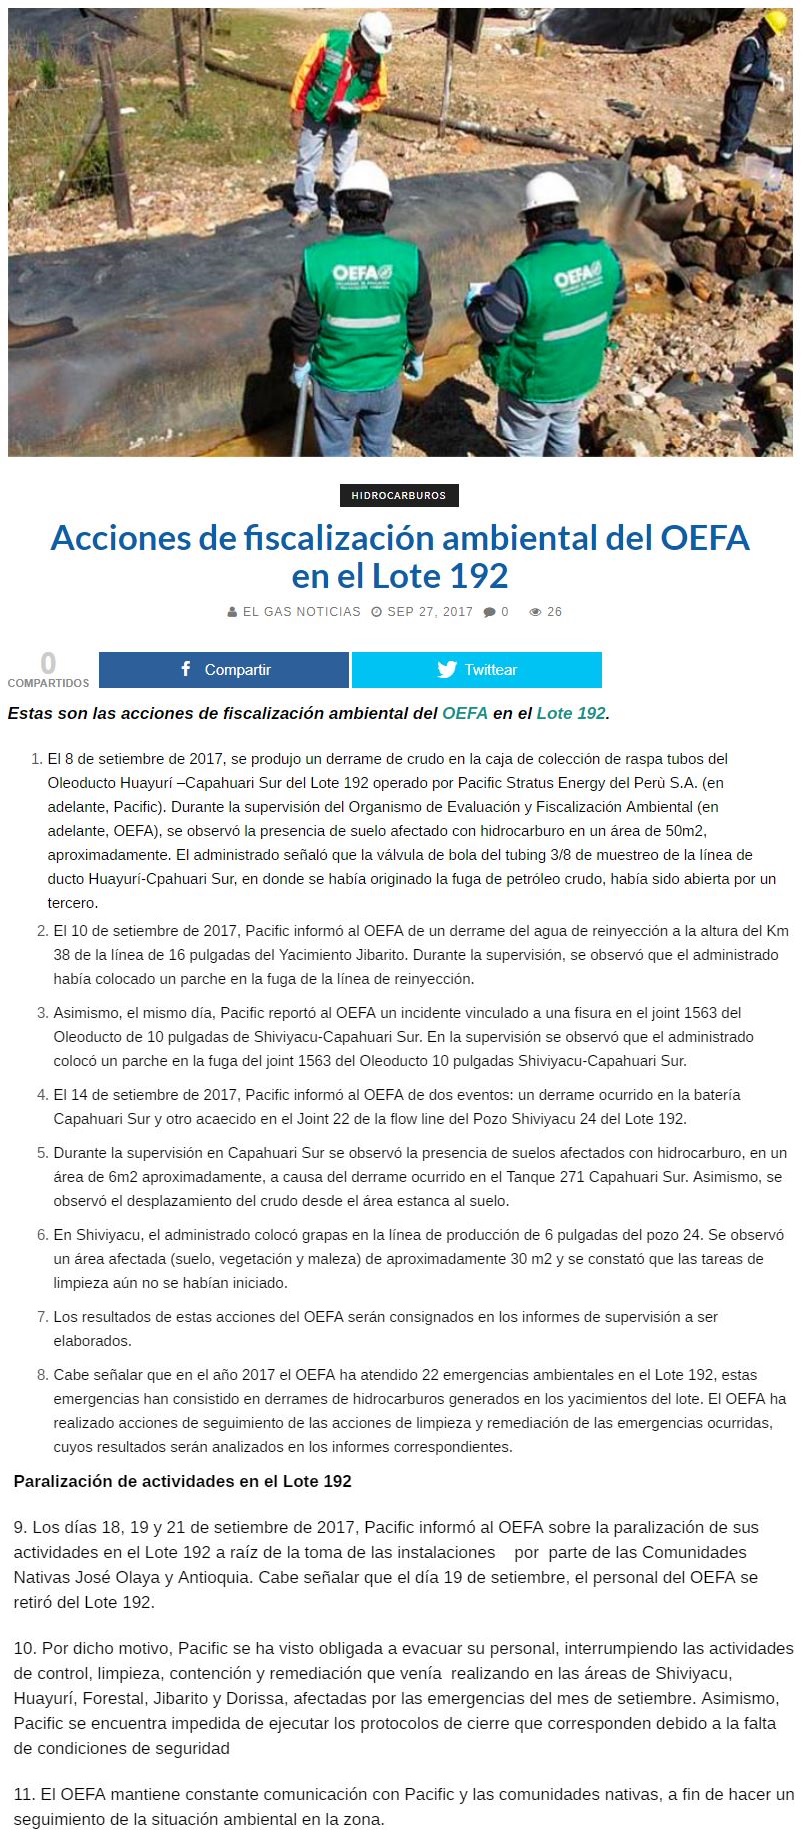 OEFA
OEFA
HIDROCARBUROS
Acciones de fiscalización ambiental del OEFA
en el Lote 192
EL GAS NOTICIAS SEP 27, 2017 0 26
0
COMPARTIDOS
Compartir
Twittear
Estas son las acciones de fiscalización ambiental del OEFA en el Lote 192.
1. El 8 de setiembre de 2017, se produjo un derrame de crudo en la caja de colección de raspa tubos del
Oleoducto Huayurí –Capahuari Sur del Lote 192 operado por Pacific Stratus Energy del Perù S.A. (en
adelante, Pacific). Durante la supervisión del Organismo de Evaluación y Fiscalización Ambiental (en
adelante, OEFA), se observó la presencia de suelo afectado con hidrocarburo en un área de 50m2,
aproximadamente. El administrado señaló que la válvula de bola del tubing 3/8 de muestreo de la línea de
ducto Huayurí-Cpahuari Sur, en donde se había originado la fuga de petróleo crudo, había sido abierta por un
tercero.
2. El 10 de setiembre de 2017, Pacific informó al OEFA de un derrame del agua de reinyección a la altura del Km
38 de la línea de 16 pulgadas del Yacimiento Jibarito. Durante la supervisión, se observó que el administrado
había colocado un parche en la fuga de la línea de reinyección.
3. Asimismo, el mismo día, Pacific reportó al OEFA un incidente vinculado a una fisura en el joint 1563 del
Oleoducto de 10 pulgadas de Shiviyacu-Capahuari Sur. En la supervisión se observó que el administrado
colocó un parche en la fuga del joint 1563 del Oleoducto 10 pulgadas Shiviyacu-Capahuari Sur.
4. El 14 de setiembre de 2017, Pacific informó al OEFA de dos eventos: un derrame ocurrido en la batería
Capahuari Sur y otro acaecido en el Joint 22 de la flow line del Pozo Shiviyacu 24 del Lote 192.
5. Durante la supervisión en Capahuari Sur se observó la presencia de suelos afectados con hidrocarburo, en un
área de 6m2 aproximadamente, a causa del derrame ocurrido en el Tanque 271 Capahuari Sur. Asimismo, se
observó el desplazamiento del crudo desde el área estanca al suelo.
6. En Shiviyacu, el administrado colocó grapas en la línea de producción de 6 pulgadas del pozo 24. Se observó
un área afectada (suelo, vegetación y maleza) de aproximadamente 30 m2 y se constató que las tareas de
limpieza aún no se habían iniciado.
7. Los resultados de estas acciones del OEFA serán consignados en los informes de supervisión a ser
elaborados.
8. Cabe señalar que en el año 2017 el OEFA ha atendido 22 emergencias ambientales en el Lote 192, estas
emergencias han consistido en derrames de hidrocarburos generados en los yacimientos del lote. El OEFA ha
realizado acciones de seguimiento de las acciones de limpieza y remediación de las emergencias ocurridas,
cuyos resultados serán analizados en los informes correspondientes.
Paralización de actividades en el Lote 192
9. Los días 18, 19 y 21 de setiembre de 2017, Pacific informó al OEFA sobre la paralización de sus
actividades en el Lote 192 a raíz de la toma de las instalaciones por parte de las Comunidades
Nativas José Olaya y Antioquia. Cabe señalar que el día 19 de setiembre, el personal del OEFA se
retiró del Lote 192.
10. Por dicho motivo, Pacific se ha visto obligada a evacuar su personal, interrumpiendo las actividades
de control, limpieza, contención y remediación que venía realizando en las áreas de Shiviyacu,
Huayurí, Forestal, Jibarito y Dorissa, afectadas por las emergencias del mes de setiembre. Asimismo,
Pacific se encuentra impedida de ejecutar los protocolos de cierre que corresponden debido a la falta
de condiciones de seguridad
11. El OEFA mantiene constante comunicación con Pacific y las comunidades nativas, a fin de hacer un
seguimiento de la situación ambiental en la zona.